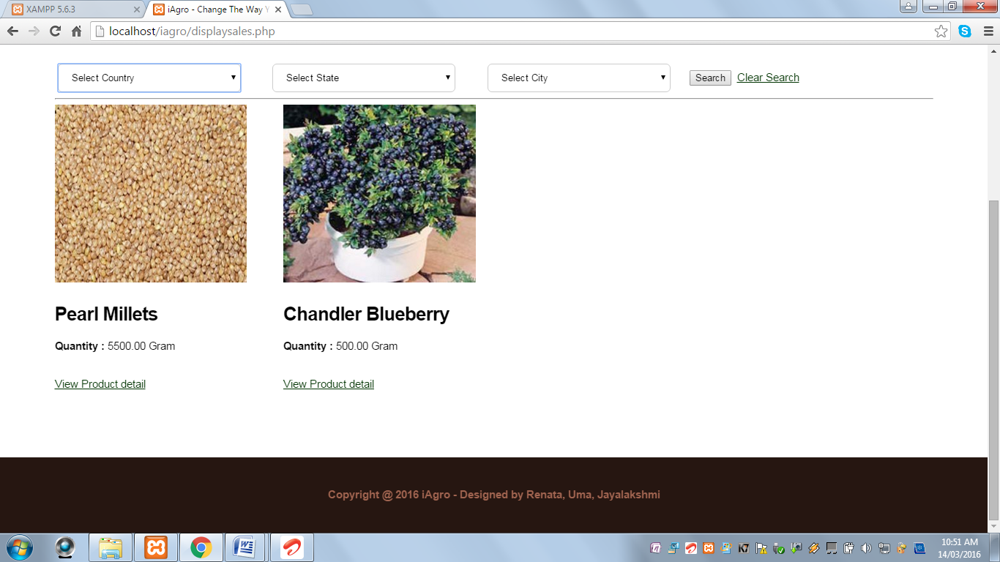 XAMPP 5.6.3
iAgro - Change The Way Y
localhost/iagro/displaysales.php
Select Country
Select State
Select City
Search
Clear Search
Pearl Millets
Chandler Blueberry
Quantity : 5500.00 Gram
Quantity : 500.00 Gram
View Product detail
View Product detail
Copyright @ 2016 iAgro - Designed by Renata, Uma, Jayalakshmi
K7
10:51 AM
14/03/2016